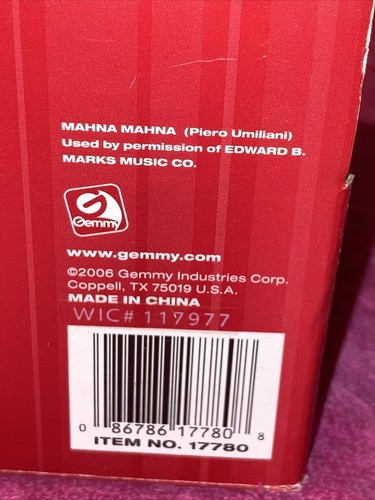 MAHNA MAHNA (Piero Umiliani)
Used by permission of EDWARD B.
MARKS MUSIC CO.
Gemmy
www.gemmy.com
©2006 Gemmy Industries Corp.
Coppell, TX 75019 U.S.A.
MADE IN CHINA
WIC# 117977
0 86786 17780 8
ITEM NO. 17780